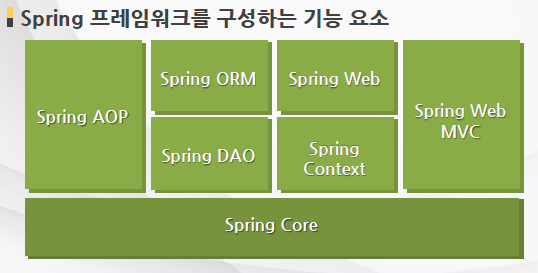 Spring 프레임워크를 구성하는 기능 요소
Spring AOP
Spring ORM
Spring DAO
Spring Web
Spring
Context
Spring Web
MVC
Spring Core